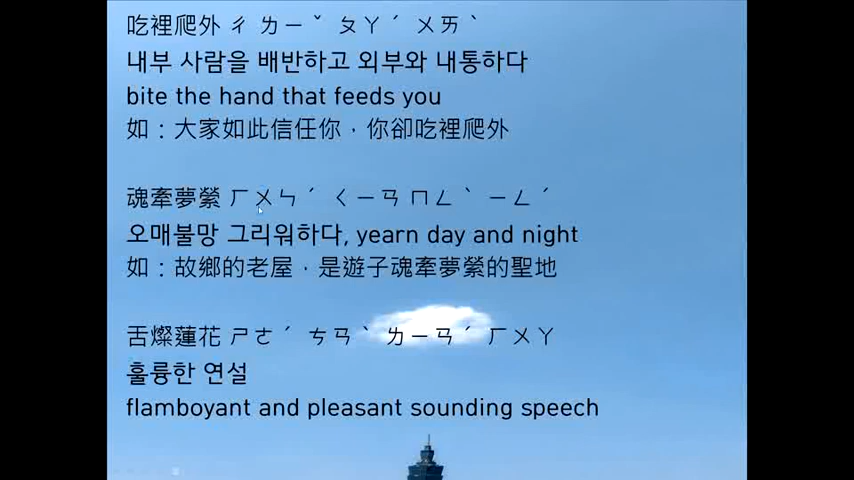 吃裡爬外 ㄔ ㄌㄧˇ ㄆㄚˊ ㄨㄞˋ
내부 사람을 배반하고 외부와 내통하다
bite the hand that feeds you
如：大家如此信任你，你卻吃裡爬外
魂牽夢縈 ㄏㄨㄣˊ ㄑㄧㄢ ㄇㄥˋ ㄧㄥˊ
오매불망 그리워하다, yearn day and night
如：故鄉的老屋，是遊子魂牽夢縈的聖地
舌燦蓮花 ㄕㄜˊ ㄘㄢˋ ㄌㄧㄢˊ ㄏㄨㄚ
훌륭한 연설
flamboyant and pleasant sounding speech